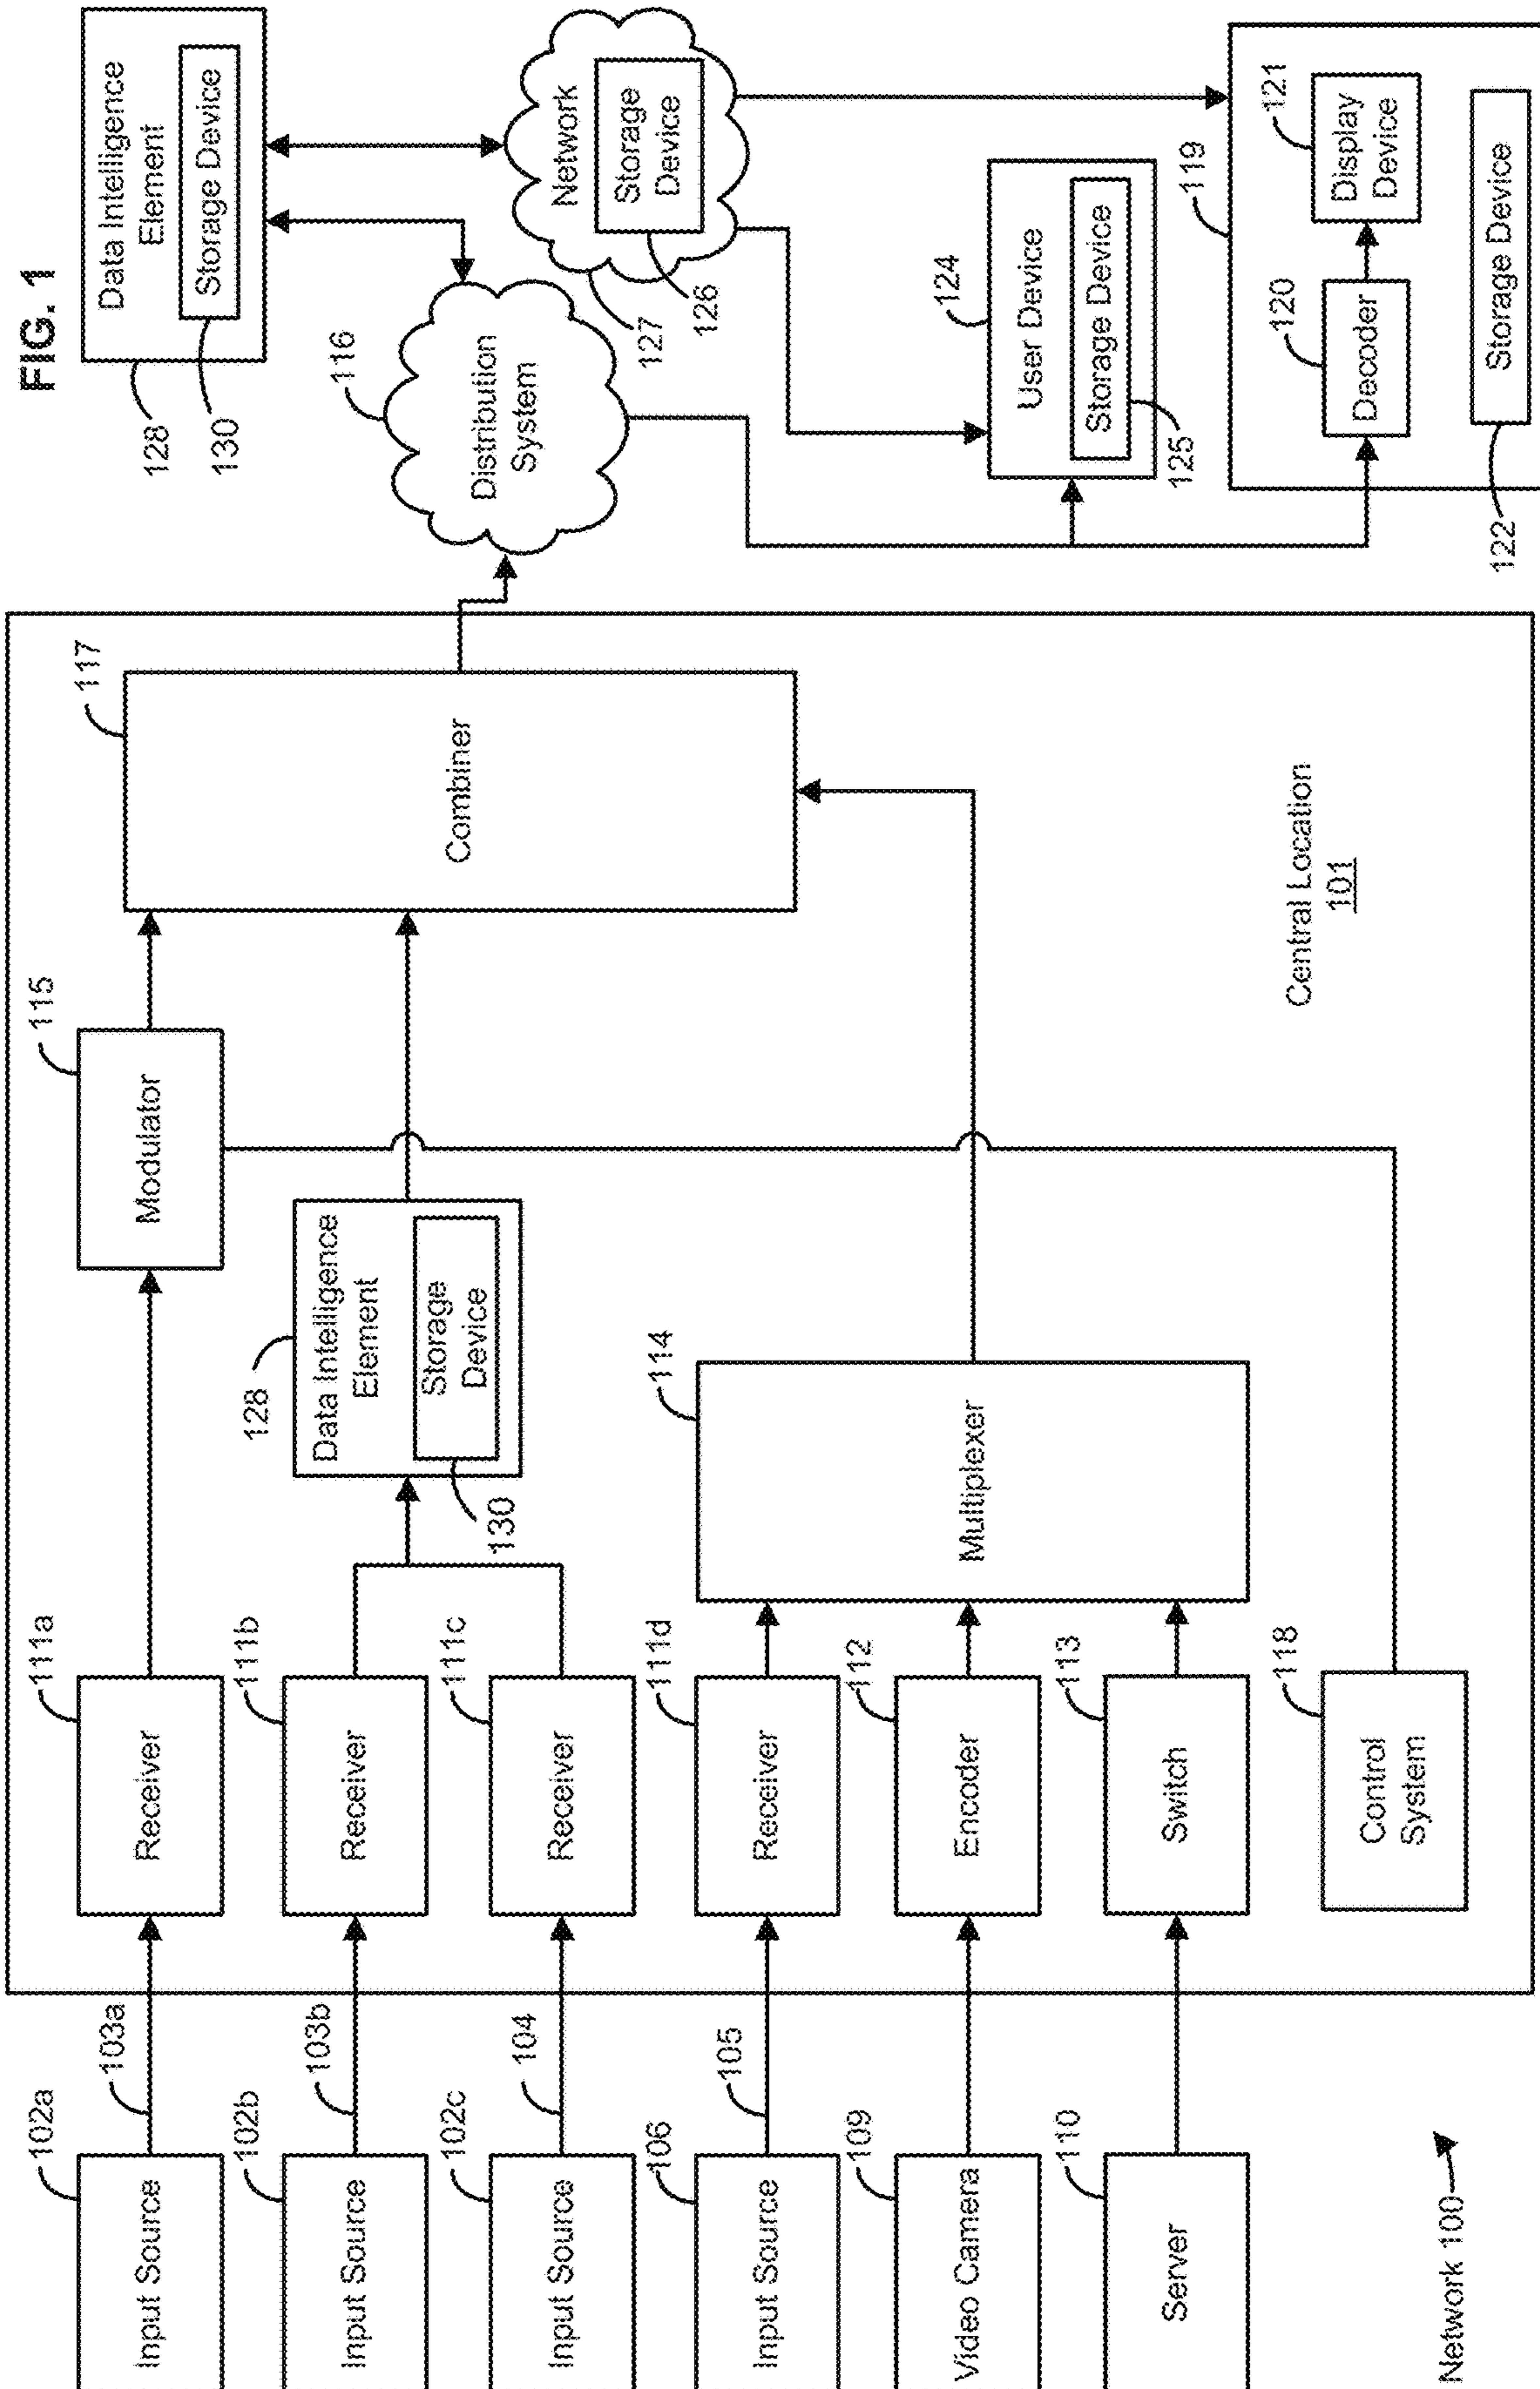 FIG. 1
102a
Input Source
103a
111a
Receiver
115
Modulator
117
Combiner
116
Distribution
System
128
Data Intelligence
Element
Storage Device
130
102b
Input Source
103b
111b
Receiver
128
Data Intelligence
Element
Storage
Device
130
102c
Input Source
104
111c
Receiver
Network
Storage
Device
127
126
106
Input Source
105
111d
Receiver
114
Multiplexer
124
User Device
Storage Device
125
109
Video Camera
112
Encoder
119
120
Decoder
121
Display
Device
Storage Device
122
110
Server
113
Switch
118
Control
System
Central Location
101
Network 100